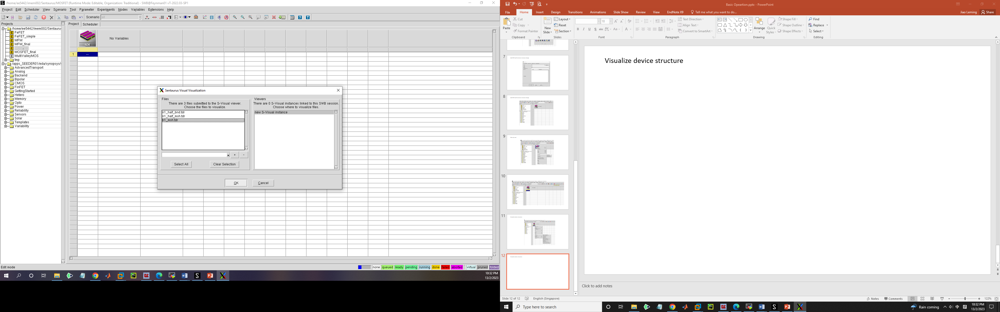 /home/ee5442/imem002/Sentaurus/MOSFET (Runtime Mode: Editable, Organization: Traditional) - SWB@Feynman01 vT-2022.03-SP1
Project Edit Scheduler View Scenario Tool Parameter Experiments Nodes Variables Extensions Help
Scenario: all
Projects
/home/ee5442/imem002/Sentaurus
FeFET
FeFET_simple
MFM
MFM_final
MOSFET_final
MultiValleyMOS
tmp
/apps_SEEDER01/eda/synopsys/s
AdvancedTransport
Analog
Backend
Bipolar
CMOS
FinFET
GettingStarted
Hetero
Memory
Opto
Power
Reliability
Sensors
Solar
Templates
Variability
Project Scheduler
SDE
No Variables
1 --
Sentaurus Visual Visualization
Files
There are 3 files submitted to the S-Visual viewer.
Choose the files to visualize.
n1_half_bnd.tdr
n1_half_msh.tdr
n1_msh.tdr
+ -
Select All Clear Selection
Viewers
There are 0 S-Visual instances linked to this SWB session.
Choose where to visualize files.
new S-Visual instance
OK Cancel
Edit mode
none queued ready pending running done failed aborted virtual pruned folded
10:32 PM
13/2/2023
Basic Opeartion.pptx - PowerPoint
File Home Insert Design Transitions Animations Slide Show Review View EndNote X9 Tell me what you want to do...
Jiao Leming Share
Paste
Cut
Copy
Format Painter
Clipboard
New
Slide
Layout
Reset
Section
Slides
18
B I U S abc AV Aa A
Font
Text Direction
Align Text
Convert to SmartArt
Paragraph
Arrange
Quick
Styles
Shape Fill
Shape Outline
Shape Effects
Drawing
Find
Replace
Select
Editing
7
8
9
10
11
12
Visualize device structure
Click to add notes
Slide 12 of 12 English (Singapore)
Notes Comments 122%
Type here to search
Rain coming
中
拼
10:32 PM
13/2/2023